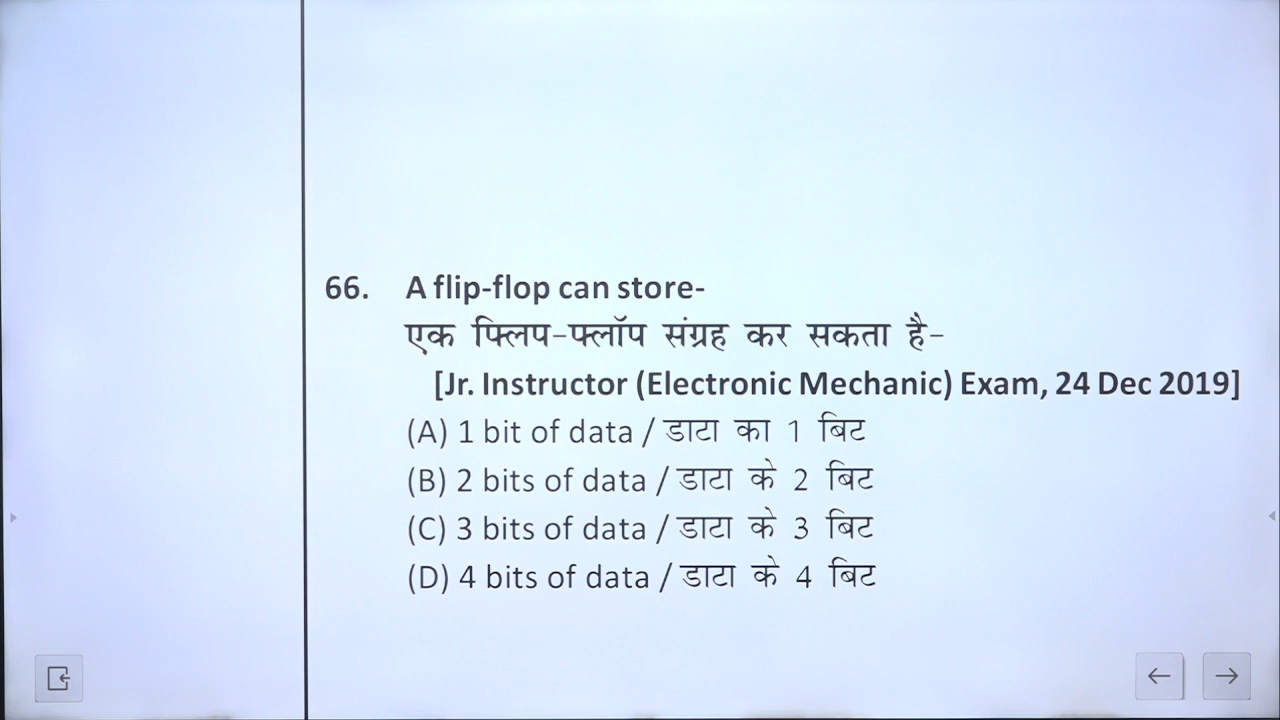 66. A flip-flop can store-
एक फ्लिप-फ्लॉप संग्रह कर सकता है-
[Jr. Instructor (Electronic Mechanic) Exam, 24 Dec 2019]
(A) 1 bit of data / डाटा का 1 बिट
(B) 2 bits of data / डाटा के 2 बिट
(C) 3 bits of data / डाटा के 3 बिट
(D) 4 bits of data / डाटा के 4 बिट